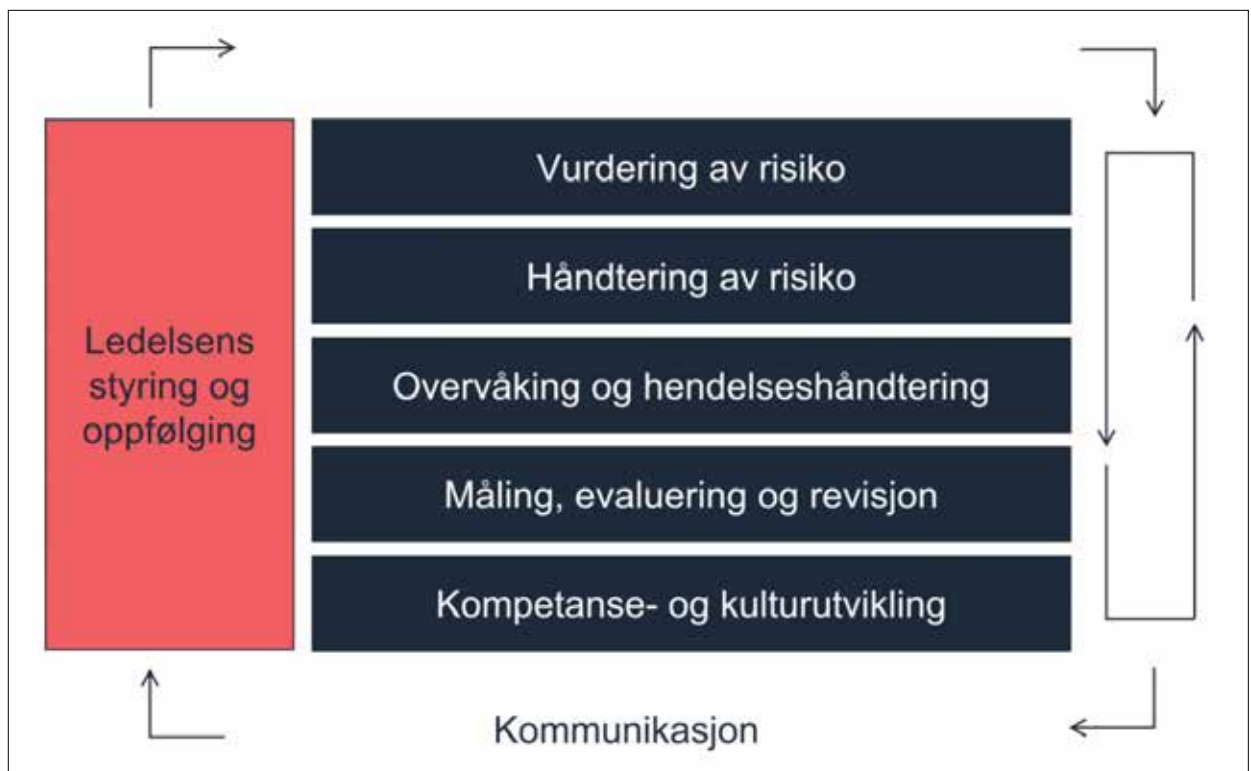 Ledelsens
styring og
oppfølging
Vurdering av risiko
Håndtering av risiko
Overvåking og hendelseshåndtering
Måling, evaluering og revisjon
Kompetanse- og kulturutvikling
Kommunikasjon